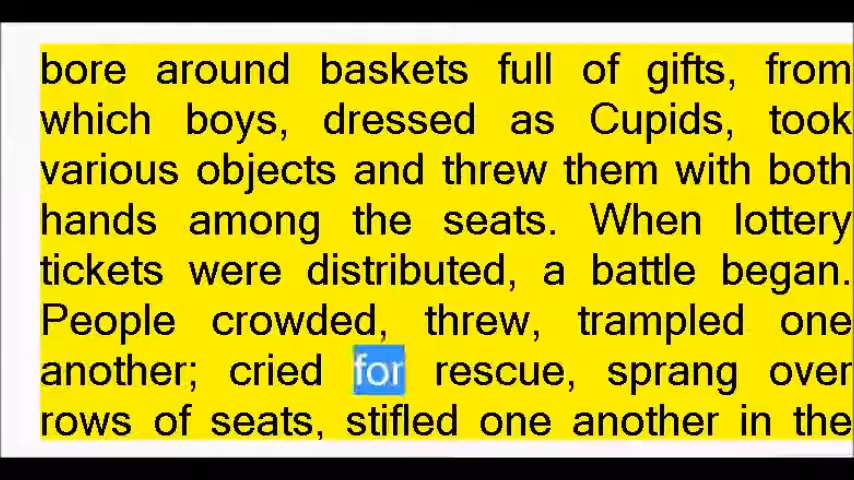 bore around baskets full of gifts, from
which boys, dressed as Cupids, took
various objects and threw them with both
hands among the seats. When lottery
tickets were distributed, a battle began.
People crowded, threw, trampled one
another; cried for rescue, sprang over
rows of seats, stifled one another in the